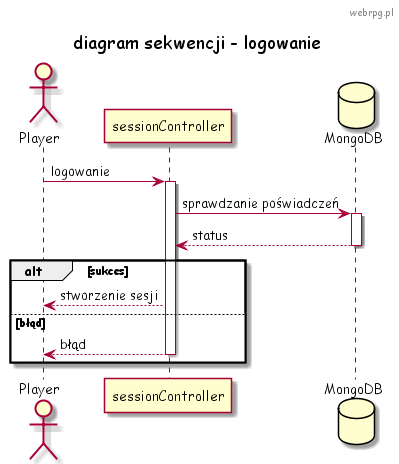 webrpg.pl
diagram sekwencji - logowanie
Player
sessionController
MongoDB
logowanie
sprawdzanie poświadczeń
status
alt [sukces]
stworzenie sesji
[błąd]
błąd
Player
sessionController
MongoDB